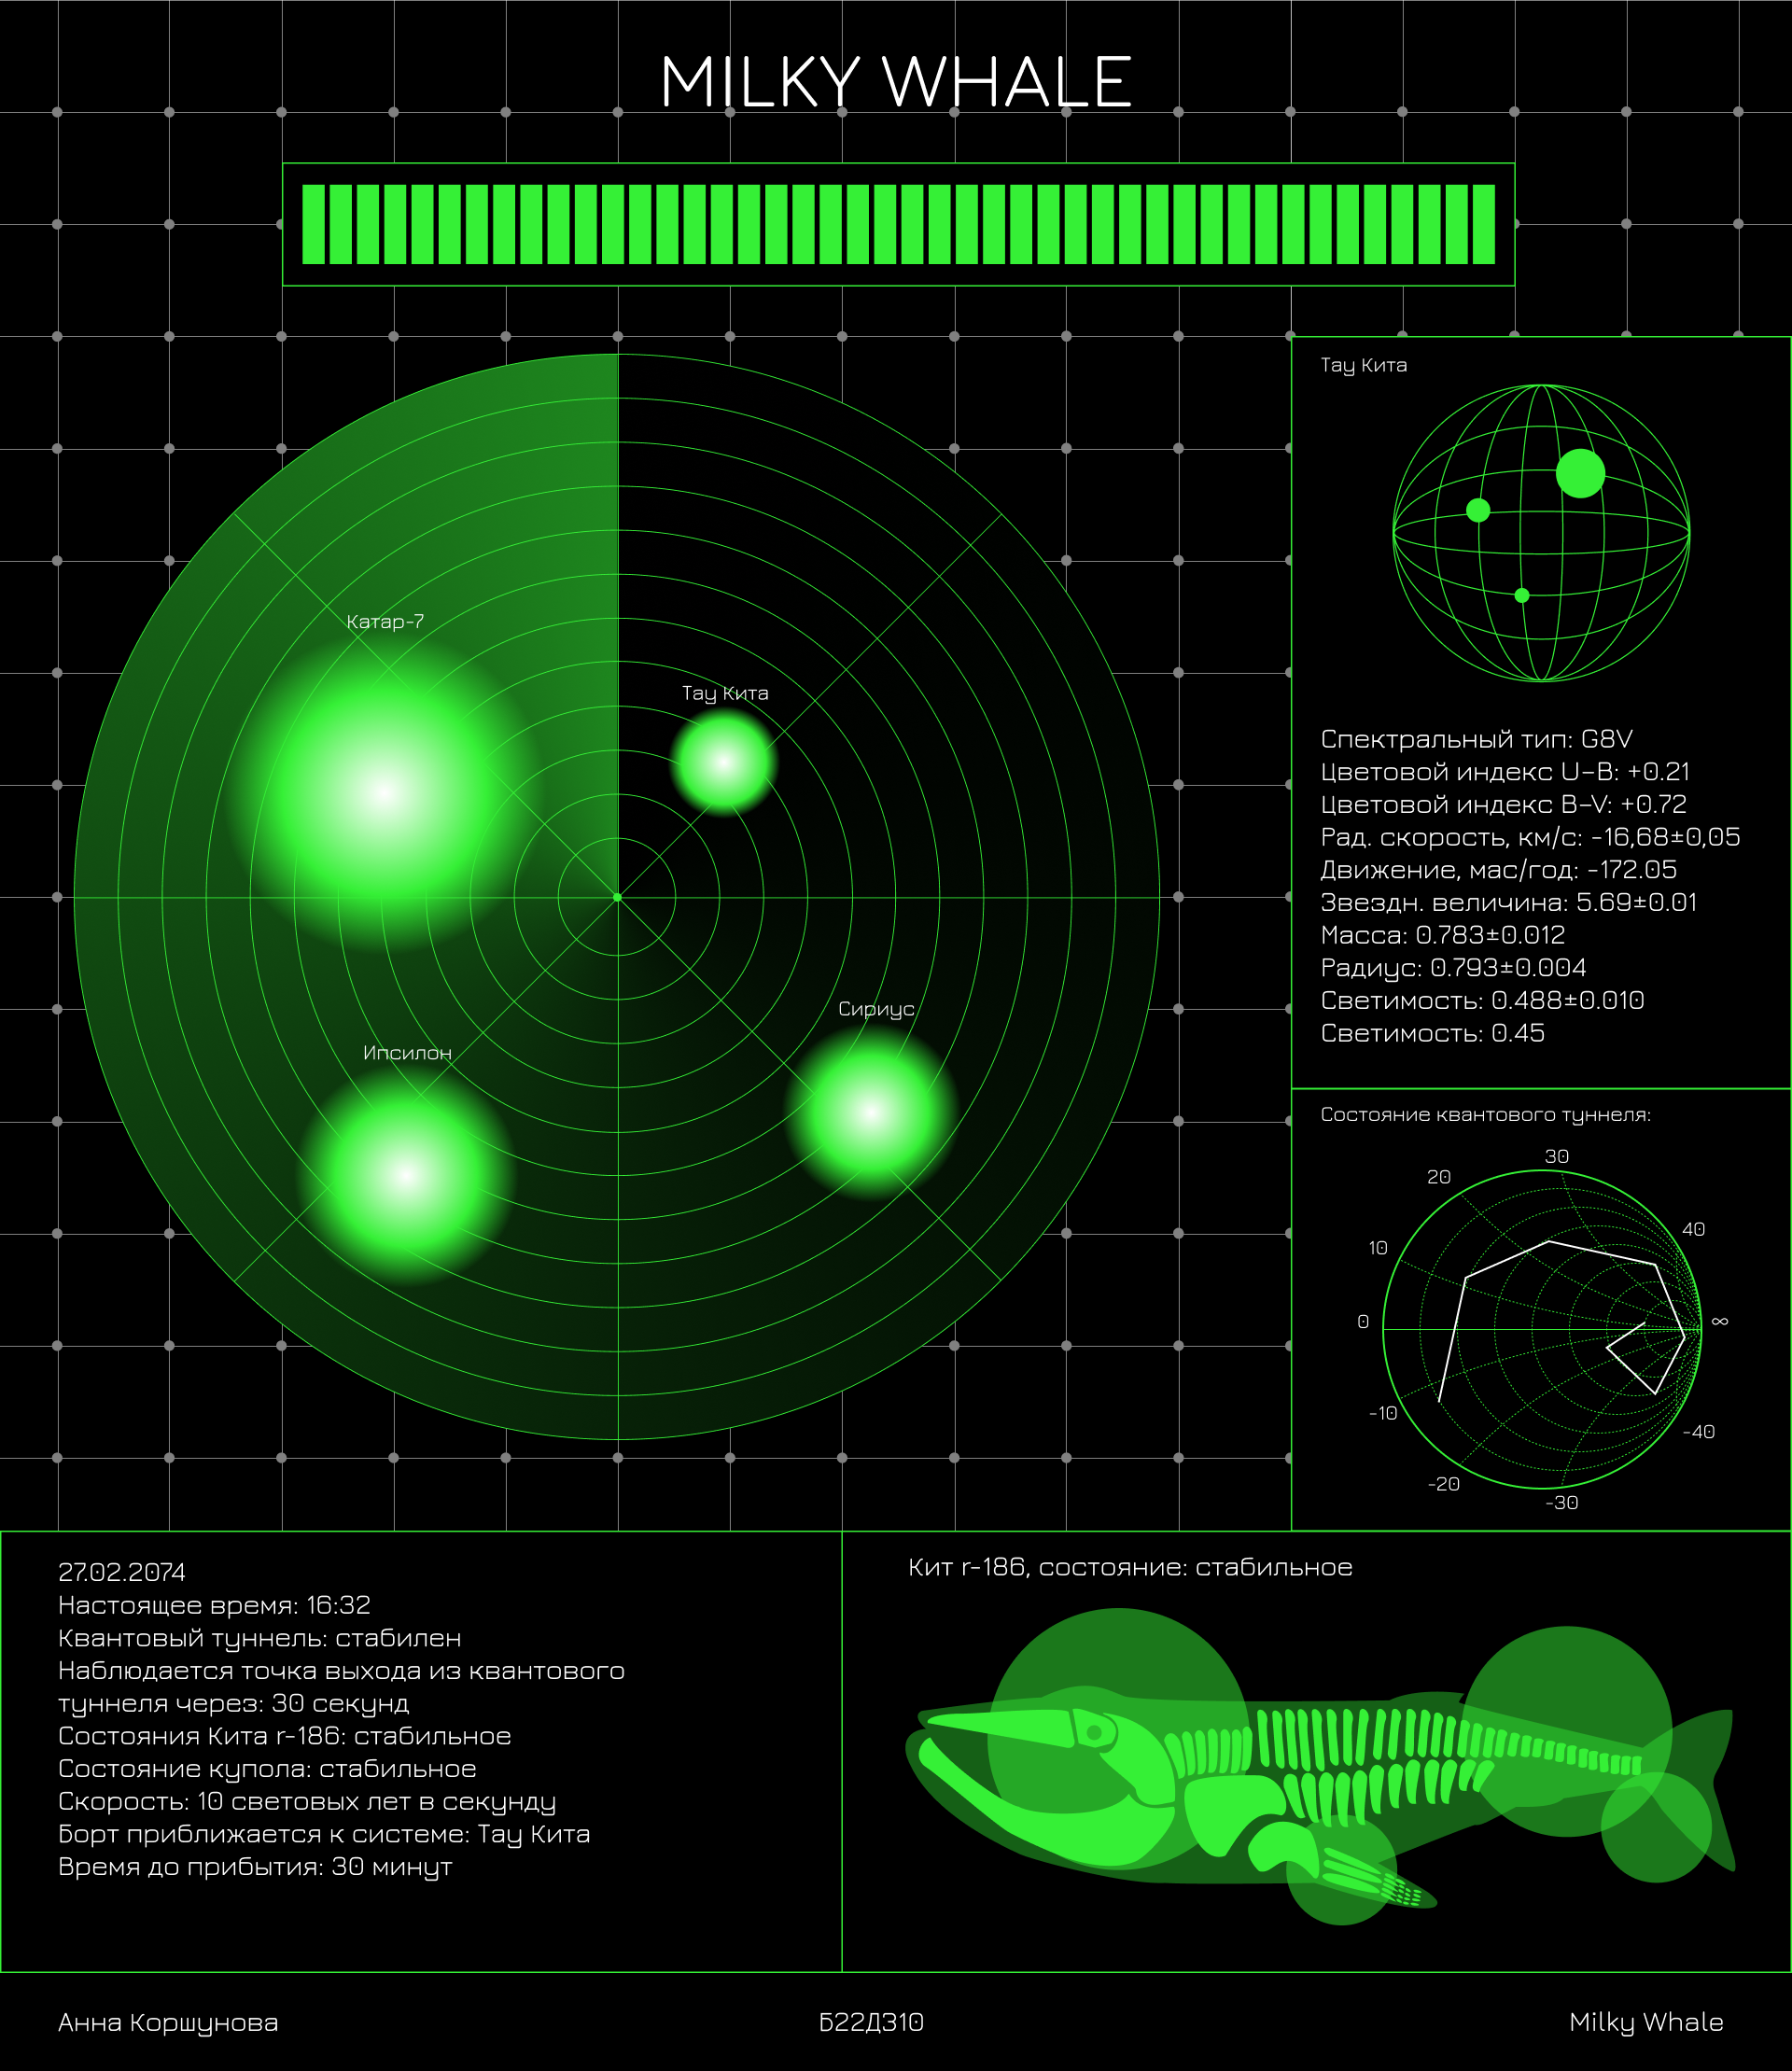 MILKY WHALE
Катар-7
Тау Кита
Сириус
Ипсилон
Тау Кита
Спектральный тип: G8V
Цветовой индекс U−B: +0.21
Цветовой индекс B−V: +0.72
Рад. скорость, км/с: -16,68±0,05
Движение, мас/год: -172.05
Звездн. величина: 5.69±0.01
Масса: 0.783±0.012
Радиус: 0.793±0.004
Светимость: 0.488±0.010
Светимость: 0.45
Состояние квантового туннеля:
30
20
40
10
0
∞
-10
-40
-20
-30
27.02.2074
Настоящее время: 16:32
Квантовый туннель: стабилен
Наблюдается точка выхода из квантового
туннеля через: 30 секунд
Состояния Кита r-186: стабильное
Состояние купола: стабильное
Скорость: 10 световых лет в секунду
Борт приближается к системе: Тау Кита
Время до прибытия: 30 минут
Кит r-186, состояние: стабильное
Анна Коршунова
Б22Д310
Milky Whale